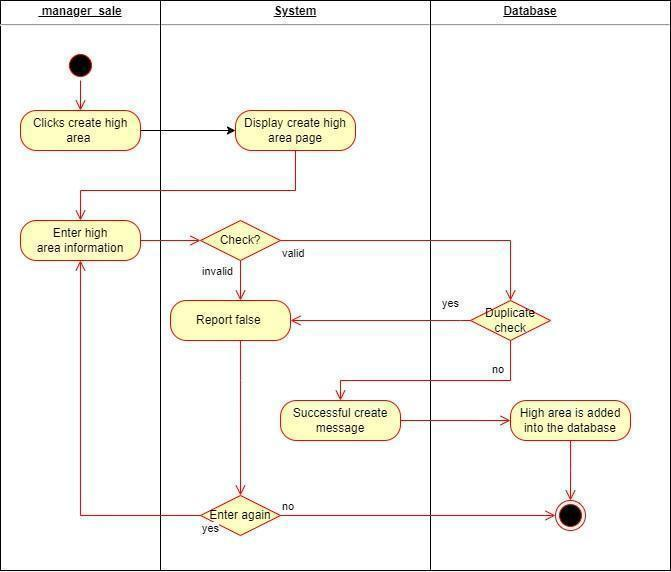 manager_sale
System
Database
Clicks create high
area
Display create high
area page
Enter high
area information
Check?
valid
invalid
Report false
yes
Duplicate
check
no
Successful create
message
High area is added
into the database
Enter again
no
yes